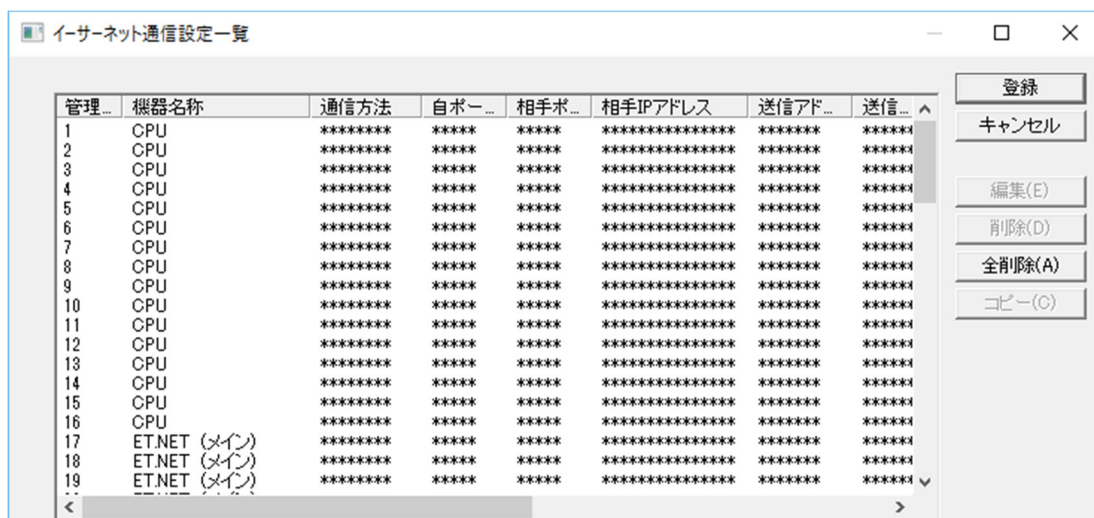 イーサーネット通信設定一覧
管理... 機器名称 通信方法 自ポー... 相手ポ... 相手IPアドレス 送信アド... 送信...
1 CPU ******** ***** ***** *************** ******* ******
2 CPU ******** ***** ***** *************** ******* ******
3 CPU ******** ***** ***** *************** ******* ******
4 CPU ******** ***** ***** *************** ******* ******
5 CPU ******** ***** ***** *************** ******* ******
6 CPU ******** ***** ***** *************** ******* ******
7 CPU ******** ***** ***** *************** ******* ******
8 CPU ******** ***** ***** *************** ******* ******
9 CPU ******** ***** ***** *************** ******* ******
10 CPU ******** ***** ***** *************** ******* ******
11 CPU ******** ***** ***** *************** ******* ******
12 CPU ******** ***** ***** *************** ******* ******
13 CPU ******** ***** ***** *************** ******* ******
14 CPU ******** ***** ***** *************** ******* ******
15 CPU ******** ***** ***** *************** ******* ******
16 CPU ******** ***** ***** *************** ******* ******
17 ET.NET (メイン) ******** ***** ***** *************** ******* ******
18 ET.NET (メイン) ******** ***** ***** *************** ******* ******
19 ET.NET (メイン) ******** ***** ***** *************** ******* ******
登録
キャンセル
編集(E)
削除(D)
全削除(A)
コピー(C)